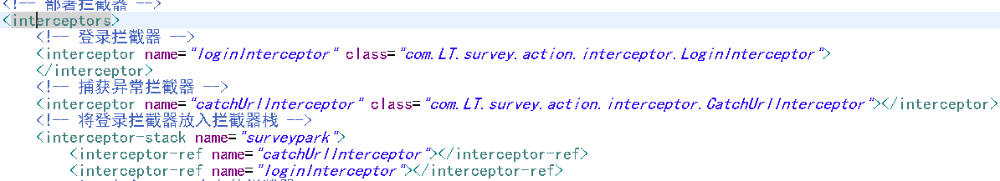 <!-- 部署拦截器 -->
<interceptors>
<!-- 登录拦截器 -->
<interceptor name="loginInterceptor" class="com.LT.survey.action.interceptor.LoginInterceptor">
</interceptor>
<!-- 捕获异常拦截器 -->
<interceptor name="catchUrlInterceptor" class="com.LT.survey.action.interceptor.CatchUrlInterceptor"></interceptor>
<!-- 将登录拦截器放入拦截器栈 -->
<interceptor-stack name="surveypark">
<interceptor-ref name="catchUrlInterceptor"></interceptor-ref>
<interceptor-ref name="loginInterceptor"></interceptor-ref>